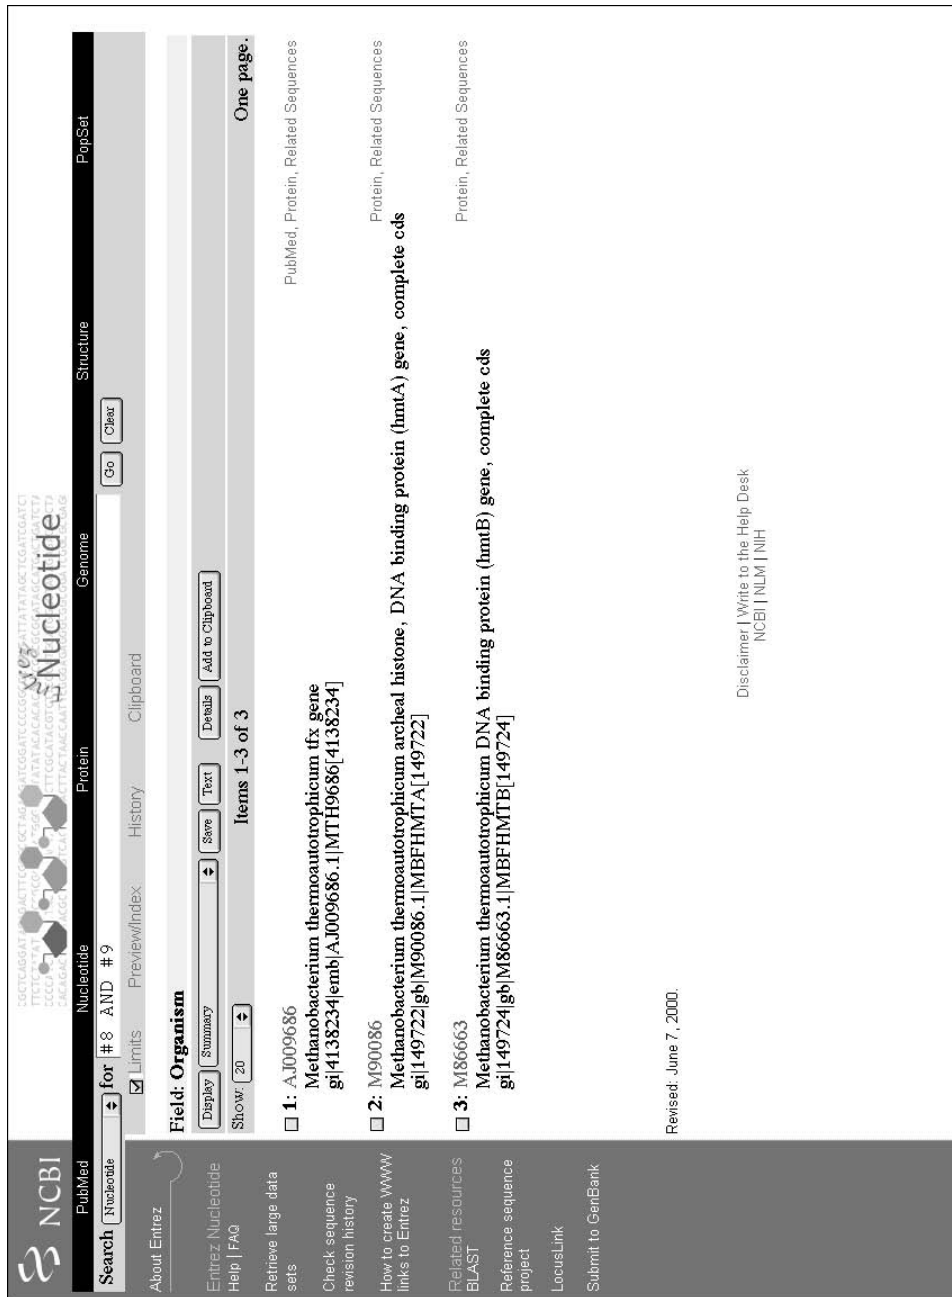 NCBI
Entrez Nucleotide
PubMed Nucleotide Protein Genome Structure PopSet
Search Nucleotide for #8 AND #9 Go Clear
Limits Preview/Index History Clipboard
About Entrez
Entrez Nucleotide
Help | FAQ
Retrieve large data
sets
Check sequence
revision history
How to create WWW
links to Entrez
Related resources
BLAST
Reference sequence
project
LocusLink
Submit to GenBank
Field: Organism
Display Summary Save Text Details Add to Clipboard
Show: 20 Items 1-3 of 3 One page.
1: AJ009686 PubMed, Protein, Related Sequences
Methanobacterium thermoautotrophicum tfx gene
gi|4138234|emb|AJ009686.1|MTH9686[4138234]
2: M90086 Protein, Related Sequences
Methanobacterium thermoautotrophicum archeal histone, DNA binding protein (hmtA) gene, complete cds
gi|149722|gb|M90086.1|MBFHMTA[149722]
3: M86663 Protein, Related Sequences
Methanobacterium thermoautotrophicum DNA binding protein (hmtB) gene, complete cds
gi|149724|gb|M86663.1|MBFHMTB[149724]
Revised: June 7, 2000.
Disclaimer | Write to the Help Desk
NCBI | NLM | NIH